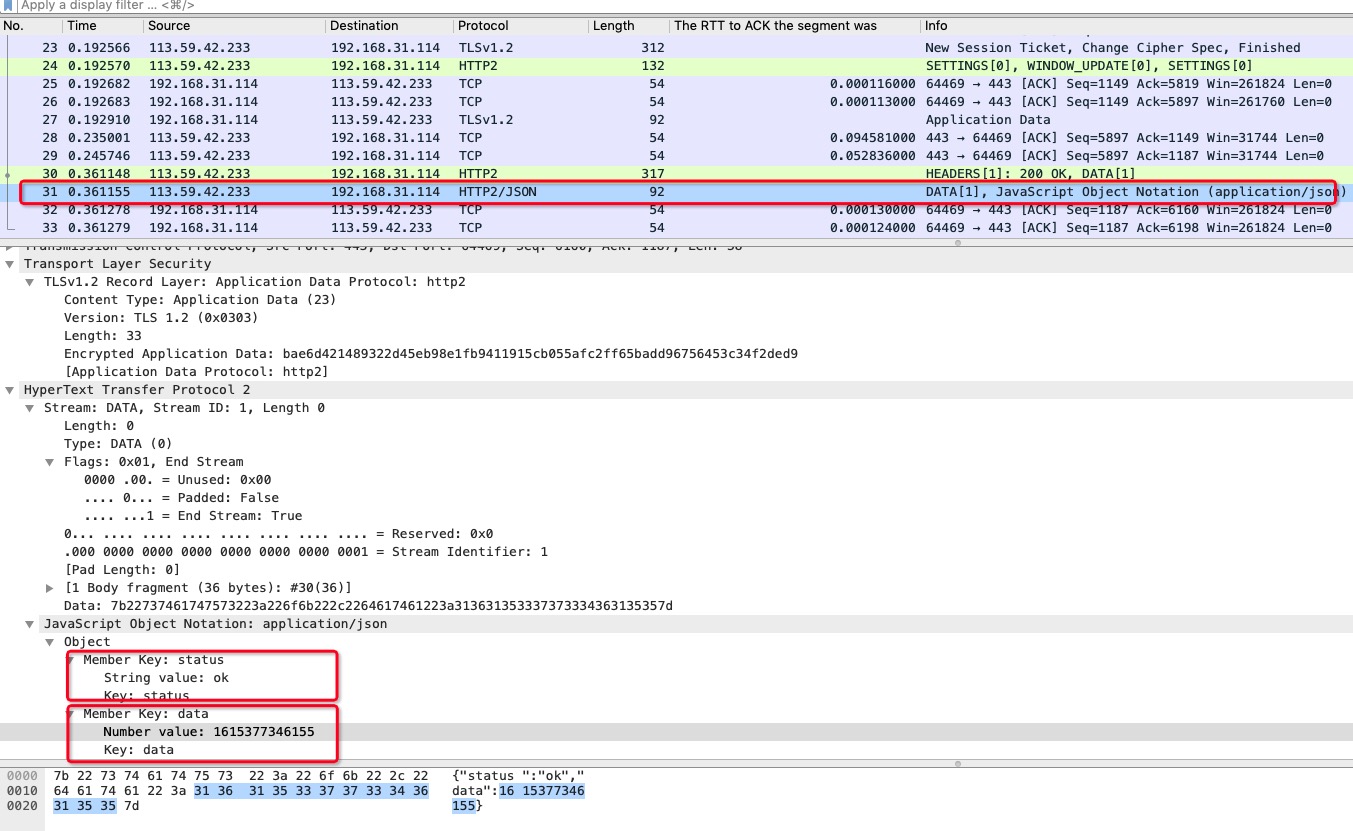 Apply a display filter ... <⌘/>
No. Time Source Destination Protocol Length The RTT to ACK the segment was Info
23 0.192566 113.59.42.233 192.168.31.114 TLSv1.2 312 New Session Ticket, Change Cipher Spec, Finished
24 0.192570 113.59.42.233 192.168.31.114 HTTP2 132 SETTINGS[0], WINDOW_UPDATE[0], SETTINGS[0]
25 0.192682 192.168.31.114 113.59.42.233 TCP 54 0.000116000 64469 → 443 [ACK] Seq=1149 Ack=5819 Win=261824 Len=0
26 0.192683 192.168.31.114 113.59.42.233 TCP 54 0.000113000 64469 → 443 [ACK] Seq=1149 Ack=5897 Win=261760 Len=0
27 0.192910 192.168.31.114 113.59.42.233 TLSv1.2 92 Application Data
28 0.235001 113.59.42.233 192.168.31.114 TCP 54 0.094581000 443 → 64469 [ACK] Seq=5897 Ack=1149 Win=31744 Len=0
29 0.245746 113.59.42.233 192.168.31.114 TCP 54 0.052836000 443 → 64469 [ACK] Seq=5897 Ack=1187 Win=31744 Len=0
30 0.361148 113.59.42.233 192.168.31.114 HTTP2 317 HEADERS[1]: 200 OK, DATA[1]
31 0.361155 113.59.42.233 192.168.31.114 HTTP2/JSON 92 DATA[1], JavaScript Object Notation (application/json)
32 0.361278 192.168.31.114 113.59.42.233 TCP 54 0.000130000 64469 → 443 [ACK] Seq=1187 Ack=6160 Win=261824 Len=0
33 0.361279 192.168.31.114 113.59.42.233 TCP 54 0.000124000 64469 → 443 [ACK] Seq=1187 Ack=6198 Win=261824 Len=0
Transmission Control Protocol, Src Port: 443, Dst Port: 64469, Seq: 6160, Ack: 1187, Len: 38
Transport Layer Security
TLSv1.2 Record Layer: Application Data Protocol: http2
Content Type: Application Data (23)
Version: TLS 1.2 (0x0303)
Length: 33
Encrypted Application Data: bae6d421489322d45eb98e1fb9411915cb055afc2ff65badd96756453c34f2ded9
[Application Data Protocol: http2]
HyperText Transfer Protocol 2
Stream: DATA, Stream ID: 1, Length 0
Length: 0
Type: DATA (0)
Flags: 0x01, End Stream
0000 .00. = Unused: 0x00
.... 0... = Padded: False
.... ...1 = End Stream: True
0... .... .... .... .... .... .... .... = Reserved: 0x0
.000 0000 0000 0000 0000 0000 0000 0001 = Stream Identifier: 1
[Pad Length: 0]
[1 Body fragment (36 bytes): #30(36)]
Data: 7b22737461747573223a226f6b222c2264617461223a313631353337373334363135357d
JavaScript Object Notation: application/json
Object
Member Key: status
String value: ok
Key: status
Member Key: data
Number value: 1615377346155
Key: data
0000 7b 22 73 74 61 74 75 73 22 3a 22 6f 6b 22 2c 22 {"status ":"ok","
0010 64 61 74 61 22 3a 31 36 31 35 33 37 37 33 34 36 data":16 15377346
0020 31 35 35 7d 155}